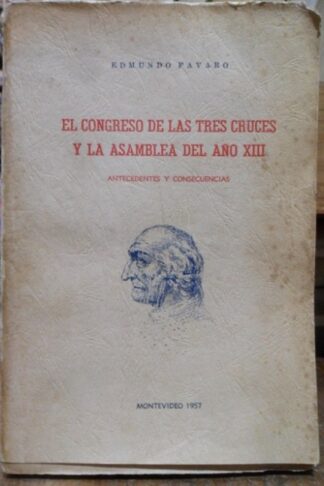 EDMUNDO FAVARO
EL CONGRESO DE LAS TRES CRUCES
Y LA ASAMBLEA DEL AÑO XIII
ANTECEDENTES Y CONSECUENCIAS
MONTEVIDEO 1957